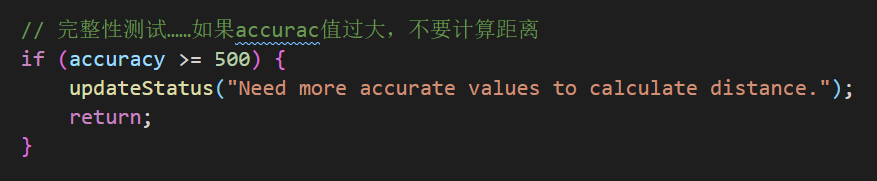 // 完整性测试……如果accurac值过大，不要计算距离
if (accuracy >= 500) {
    updateStatus("Need more accurate values to calculate distance.");
    return;
}